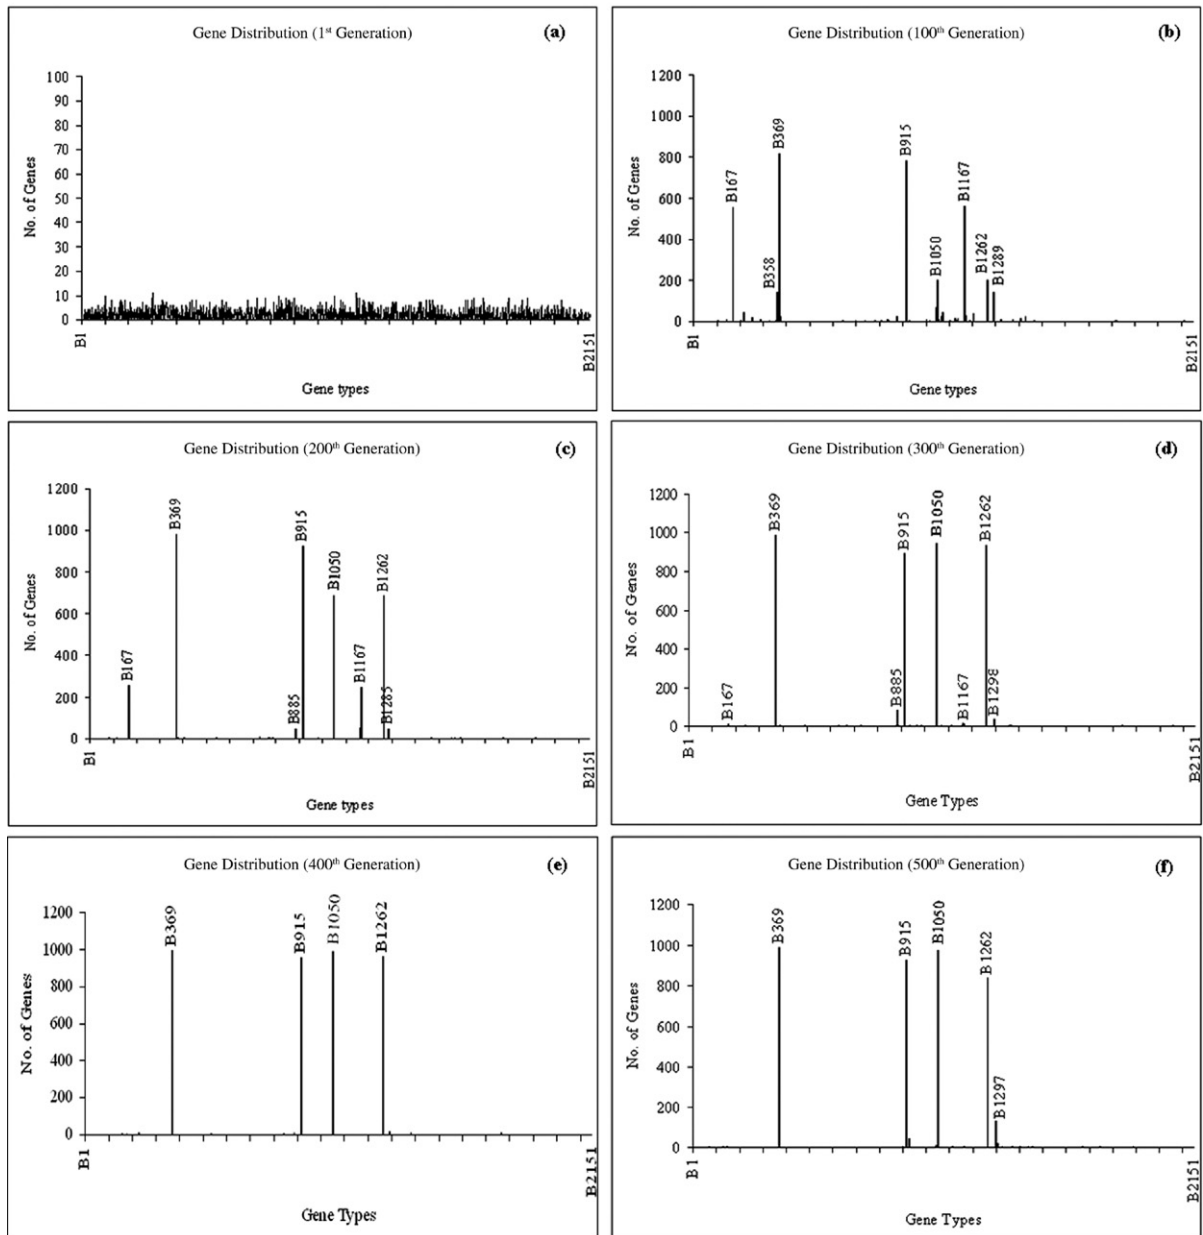 Gene Distribution (1st Generation) (a)
100
90
80
70
60
50
40
30
20
10
0
No. of Genes
B1
B2151
Gene types
Gene Distribution (100th Generation) (b)
1200
1000
800
600
400
200
0
No. of Genes
B167
B358
B369
B915
B1050
B1167
B1262
B1289
B1
B2151
Gene types
Gene Distribution (200th Generation) (c)
1200
1000
800
600
400
200
0
No. of Genes
B167
B369
B885
B915
B1050
B1167
B1262
B1285
B1
B2151
Gene types
Gene Distribution (300th Generation) (d)
1200
1000
800
600
400
200
0
No. of Genes
B167
B369
B885
B915
B1050
B1167
B1262
B1298
B1
B2151
Gene Types
Gene Distribution (400th Generation) (e)
1200
1000
800
600
400
200
0
No. of Genes
B369
B915
B1050
B1262
B1
B2151
Gene Types
Gene Distribution (500th Generation) (f)
1200
1000
800
600
400
200
0
No. of Genes
B369
B915
B1050
B1262
B1297
B1
B2151
Gene Types